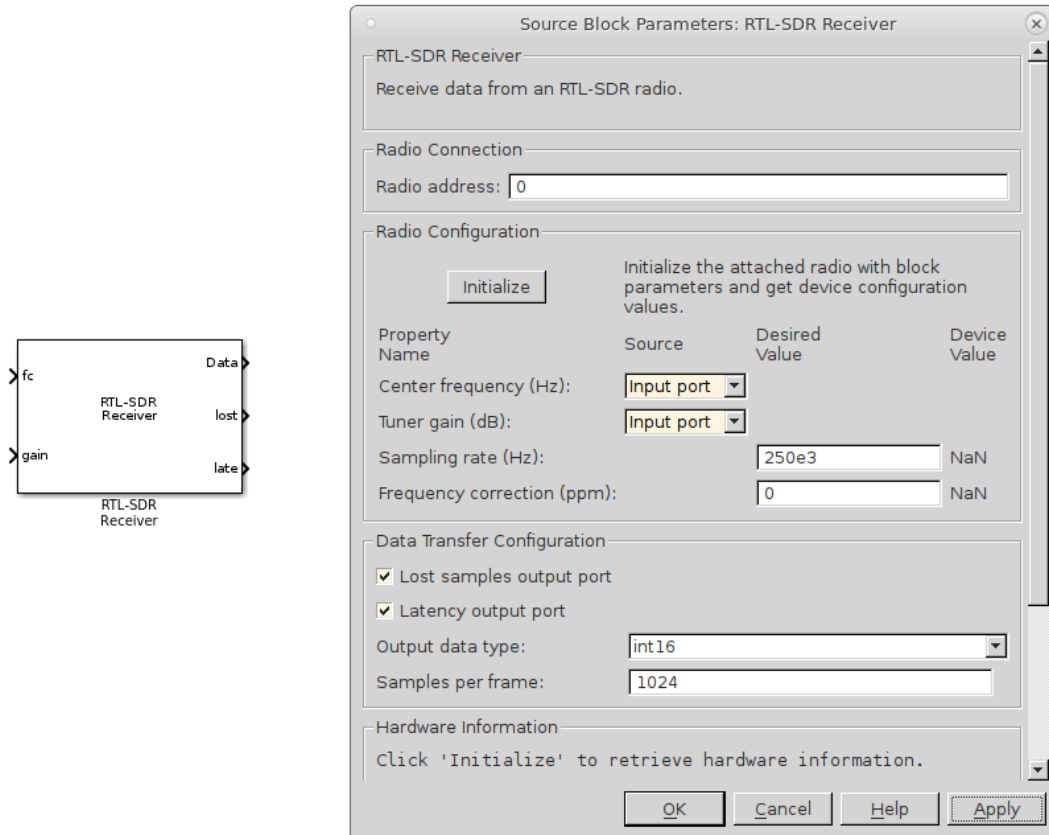 fc
gain
RTL-SDR
Receiver
Data
lost
late
RTL-SDR
Receiver
Source Block Parameters: RTL-SDR Receiver
RTL-SDR Receiver
Receive data from an RTL-SDR radio.
Radio Connection
Radio address: 0
Radio Configuration
Initialize
Initialize the attached radio with block
parameters and get device configuration
values.
Property
Name
Source
Desired
Value
Device
Value
Center frequency (Hz): Input port
Tuner gain (dB): Input port
Sampling rate (Hz): 250e3 NaN
Frequency correction (ppm): 0 NaN
Data Transfer Configuration
Lost samples output port
Latency output port
Output data type: int16
Samples per frame: 1024
Hardware Information
Click 'Initialize' to retrieve hardware information.
OK Cancel Help Apply